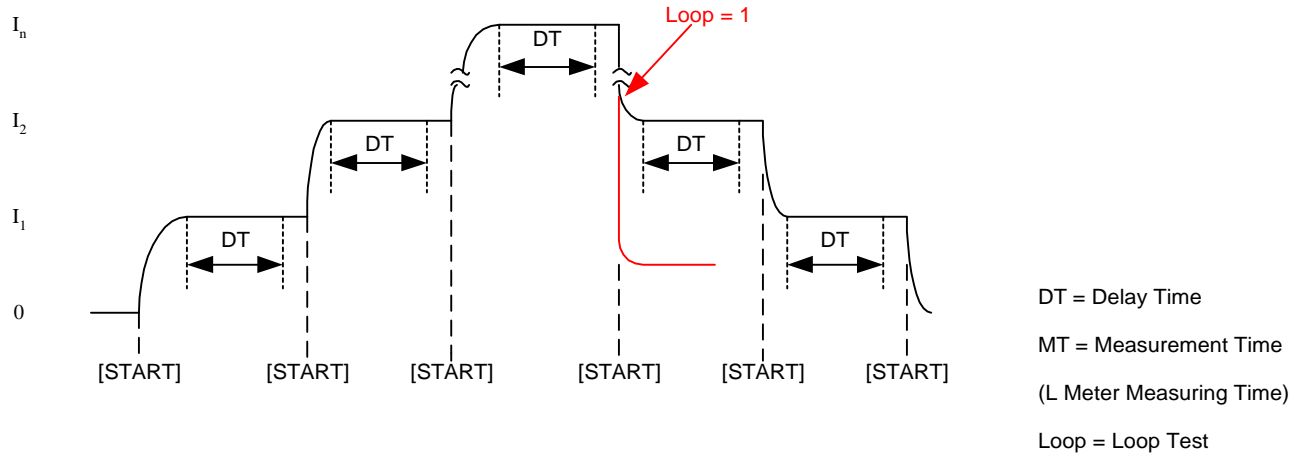 Loop = 1
Iₙ
DT
I₂
DT
DT
I₁
DT
DT
0
[START] [START] [START] [START] [START] [START]
DT = Delay Time
MT = Measurement Time
(L Meter Measuring Time)
Loop = Loop Test